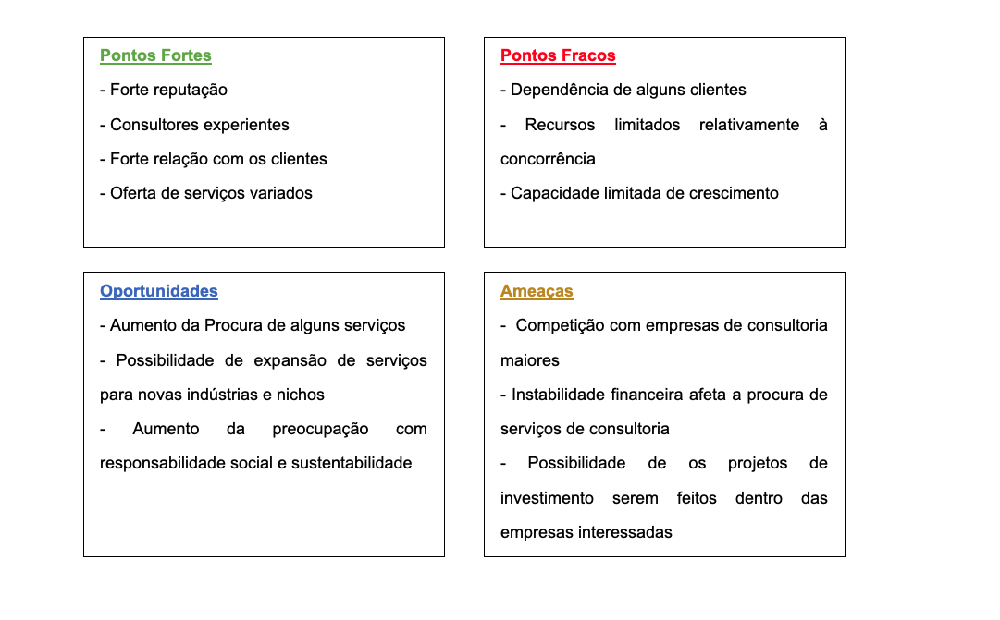 Pontos Fortes
- Forte reputação
- Consultores experientes
- Forte relação com os clientes
- Oferta de serviços variados
Pontos Fracos
- Dependência de alguns clientes
- Recursos limitados relativamente à
concorrência
- Capacidade limitada de crescimento
Oportunidades
- Aumento da Procura de alguns serviços
- Possibilidade de expansão de serviços
para novas indústrias e nichos
- Aumento da preocupação com
responsabilidade social e sustentabilidade
Ameaças
- Competição com empresas de consultoria
maiores
- Instabilidade financeira afeta a procura de
serviços de consultoria
- Possibilidade de os projetos de
investimento serem feitos dentro das
empresas interessadas